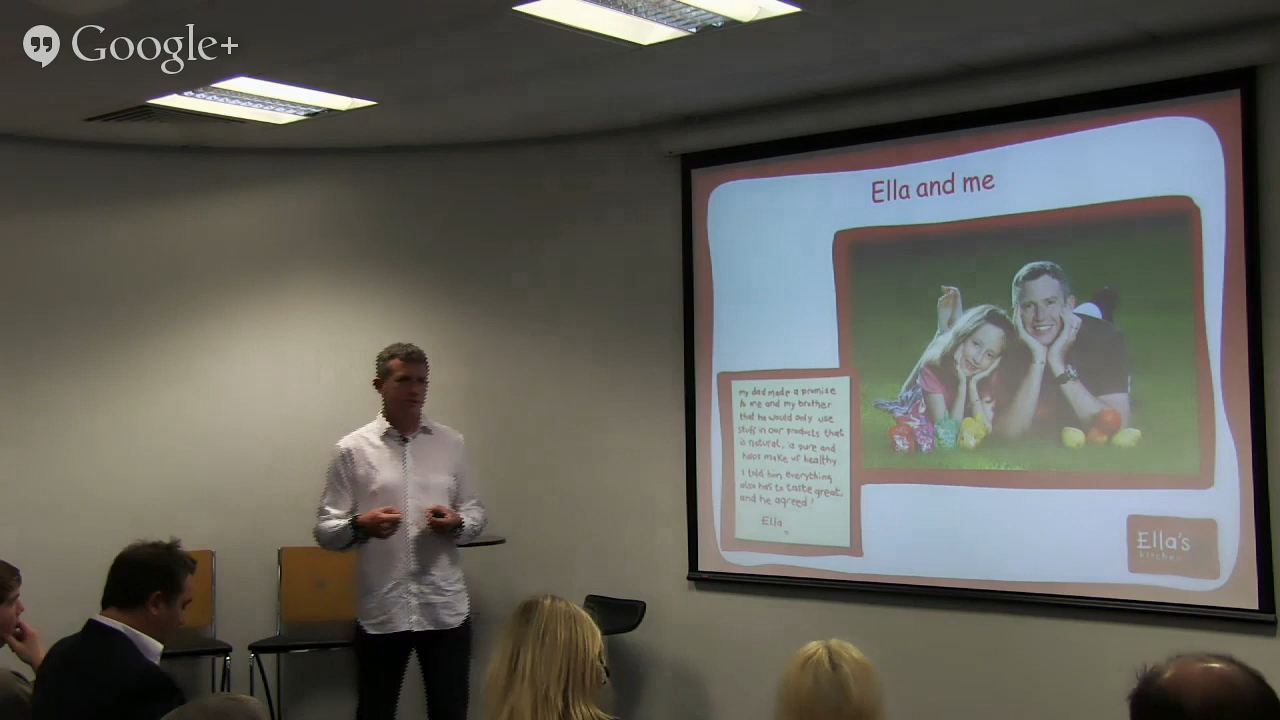 Google+
Ella and me
my dad made a promise
to me and my brother
that he would only use
stuff in our products that
is natural, is pure and
helps make us healthy
I told him everything
also has to taste great
and he agreed!
Ella
Ella's
kitchen